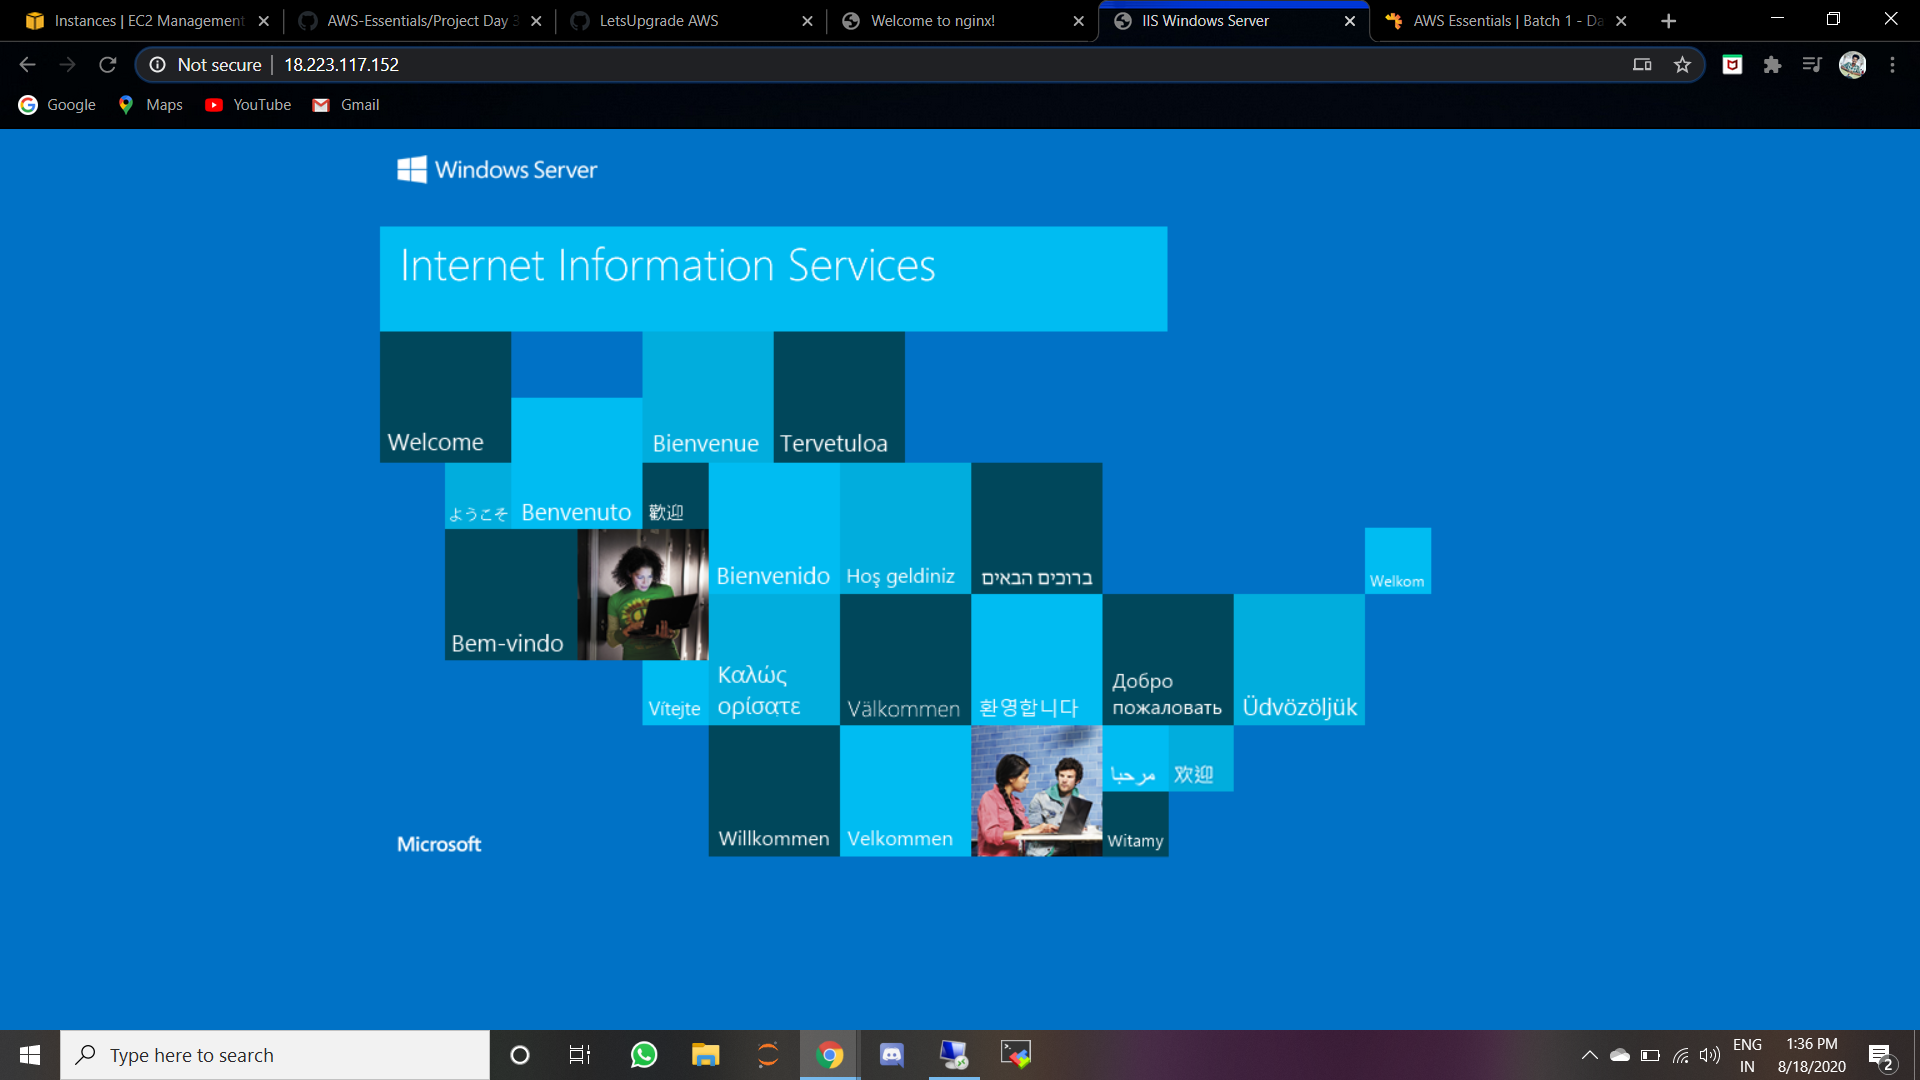 Instances | EC2 Management
AWS-Essentials/Project Day 3
LetsUpgrade AWS
Welcome to nginx!
IIS Windows Server
AWS Essentials | Batch 1 - Da
Not secure
18.223.117.152
Google
Maps
YouTube
Gmail
Windows Server
Internet Information Services
Welcome
Bienvenue
Tervetuloa
ようこそ
Benvenuto
歡迎
Bienvenido
Hoş geldiniz
ברוכים הבאים
Welkom
Bem-vindo
Vítejte
Καλώς
ορίσατε
Välkommen
환영합니다
Добро
пожаловать
Üdvözöljük
مرحبا
欢迎
Willkommen
Velkommen
Witamy
Microsoft
Type here to search
ENG
IN
1:36 PM
8/18/2020
2